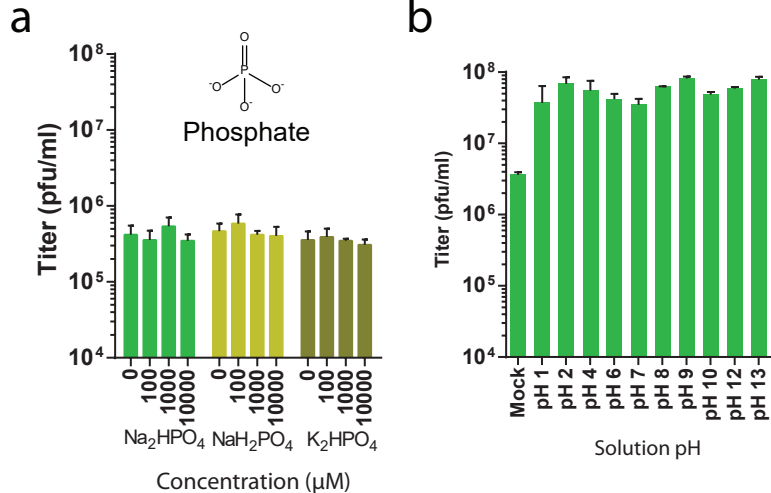 a
O
P
-O
O-
O-
Phosphate
10⁸
10⁷
10⁶
10⁵
10⁴
Titer (pfu/ml)
0
100
1000
10000
0
100
1000
10000
0
100
1000
10000
Na₂HPO₄ NaH₂PO₄ K₂HPO₄
Concentration (µM)
b
10⁸
10⁷
10⁶
10⁵
10⁴
Titer (pfu/ml)
Mock
pH 1
pH 2
pH 4
pH 6
pH 7
pH 8
pH 9
pH 10
pH 12
pH 13
Solution pH